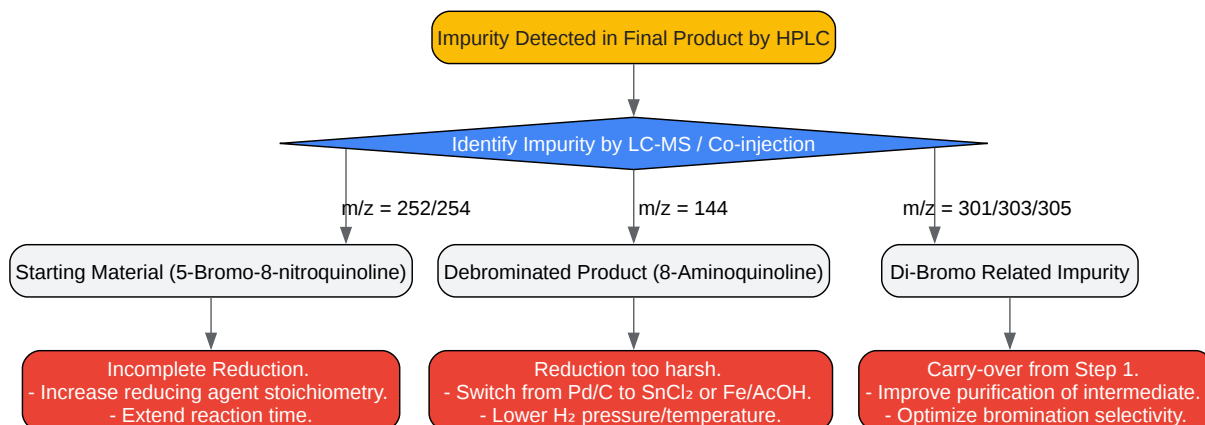 Impurity Detected in Final Product by HPLC
Identify Impurity by LC-MS / Co-injection
m/z = 252/254
m/z = 144
m/z = 301/303/305
Starting Material (5-Bromo-8-nitroquinoline)
Debrominated Product (8-Aminoquinoline)
Di-Bromo Related Impurity
Incomplete Reduction.
- Increase reducing agent stoichiometry.
- Extend reaction time.
Reduction too harsh.
- Switch from Pd/C to SnCl₂ or Fe/AcOH.
- Lower H₂ pressure/temperature.
Carry-over from Step 1.
- Improve purification of intermediate.
- Optimize bromination selectivity.